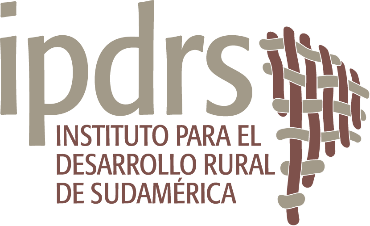 ipdrs
INSTITUTO PARA EL
DESARROLLO RURAL
DE SUDAMÉRICA